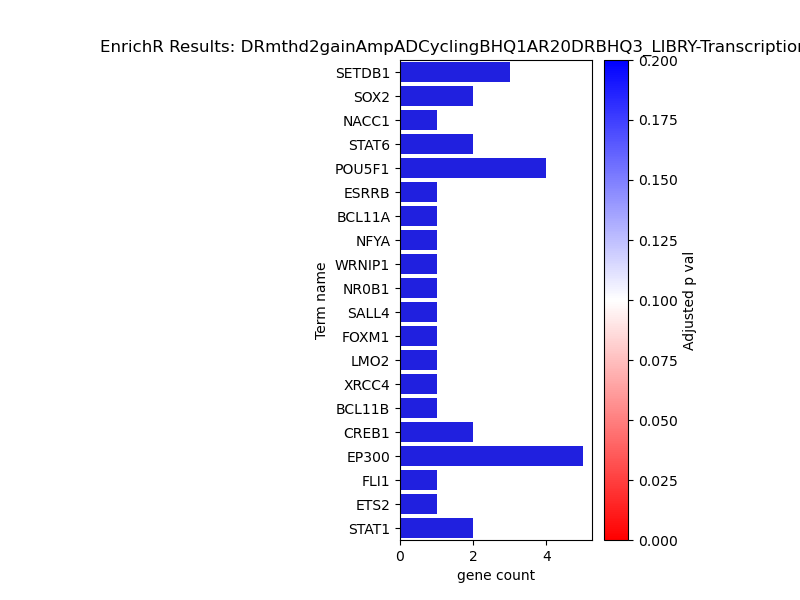 EnrichR Results: DRmthd2gainAmpADCyclingBHQ1AR20DRBHQ3_LIBRY-Transcription
SETDB1
SOX2
NACC1
STAT6
POU5F1
ESRRB
BCL11A
NFYA
WRNIP1
NR0B1
SALL4
FOXM1
LMO2
XRCC4
BCL11B
CREB1
EP300
FLI1
ETS2
STAT1
Term name
0
2
4
gene count
0.200
0.175
0.150
0.125
0.100
0.075
0.050
0.025
0.000
Adjusted p val